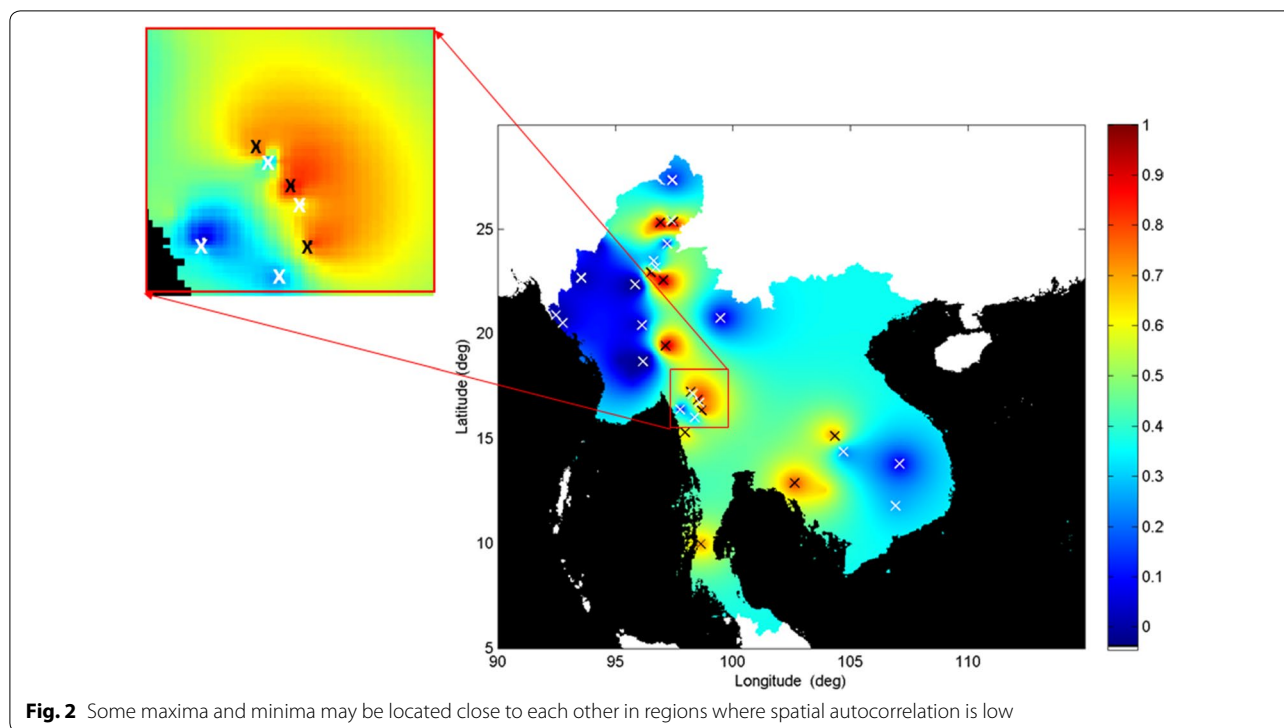 X
X
X
X
X
X
X
1
0.9
0.8
0.7
0.6
0.5
0.4
0.3
0.2
0.1
0
25
20
15
10
5
Latitude (deg)
90 95 100 105 110
Longitude (deg)
Fig. 2 Some maxima and minima may be located close to each other in regions where spatial autocorrelation is low